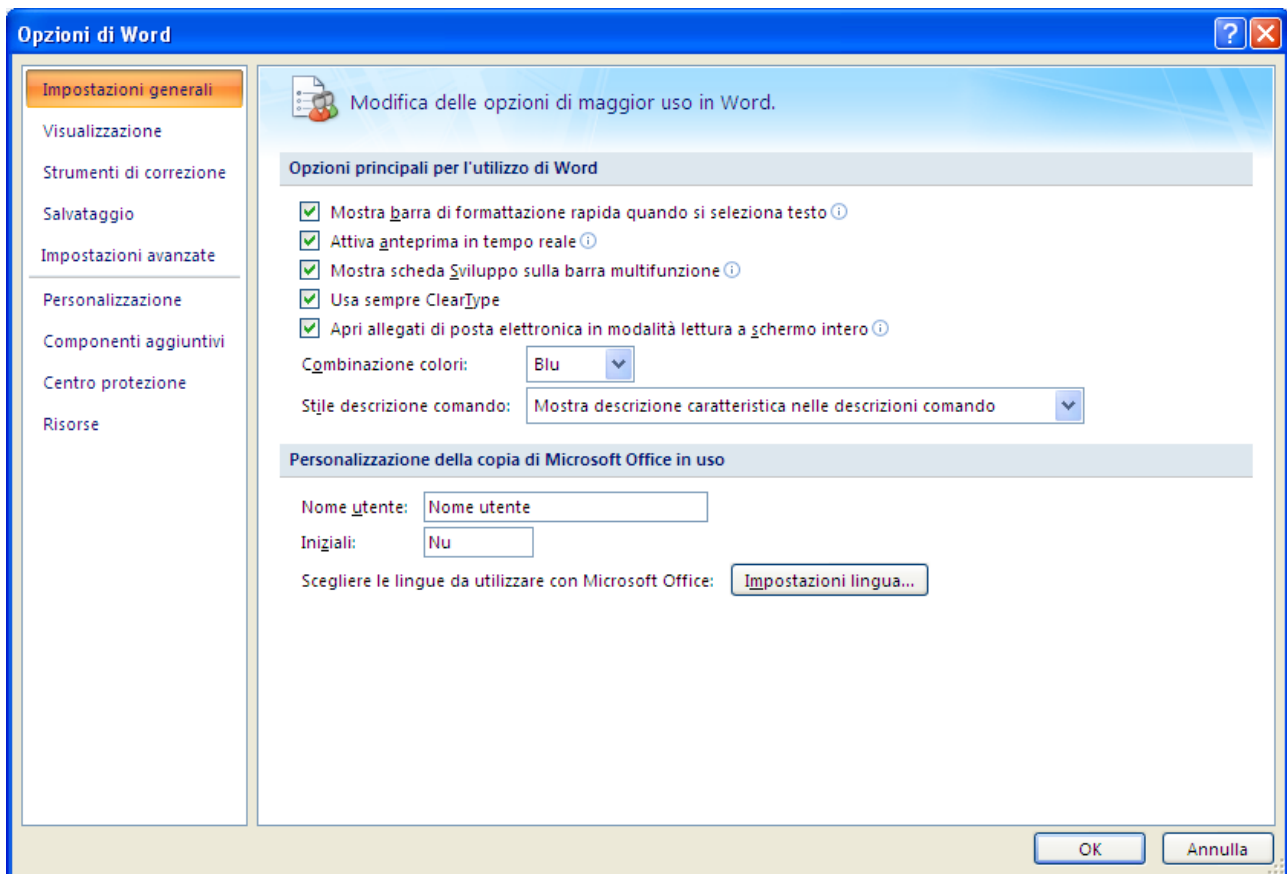 Opzioni di Word
Impostazioni generali
Visualizzazione
Strumenti di correzione
Salvataggio
Impostazioni avanzate
Personalizzazione
Componenti aggiuntivi
Centro protezione
Risorse
Modifica delle opzioni di maggior uso in Word.
Opzioni principali per l'utilizzo di Word
Mostra barra di formattazione rapida quando si seleziona testo
Attiva anteprima in tempo reale
Mostra scheda Sviluppo sulla barra multifunzione
Usa sempre ClearType
Apri allegati di posta elettronica in modalità lettura a schermo intero
Combinazione colori: Blu
Stile descrizione comando: Mostra descrizione caratteristica nelle descrizioni comando
Personalizzazione della copia di Microsoft Office in uso
Nome utente: Nome utente
Iniziali: Nu
Scegliere le lingue da utilizzare con Microsoft Office: Impostazioni lingua...
OK Annulla